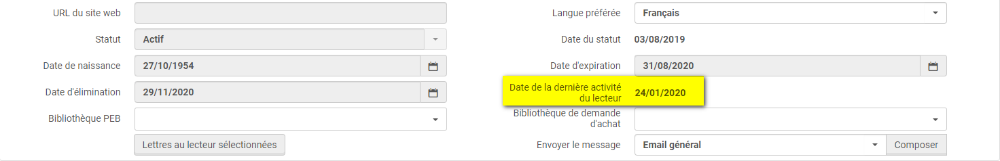 URL du site web
Langue préférée Français
Statut Actif
Date du statut 03/08/2019
Date de naissance 27/10/1954
Date d'expiration 31/08/2020
Date d'élimination 29/11/2020
Date de la dernière activité
du lecteur 24/01/2020
Bibliothèque PEB
Bibliothèque de demande
d'achat
Lettres au lecteur sélectionnées
Envoyer le message Email général Composer